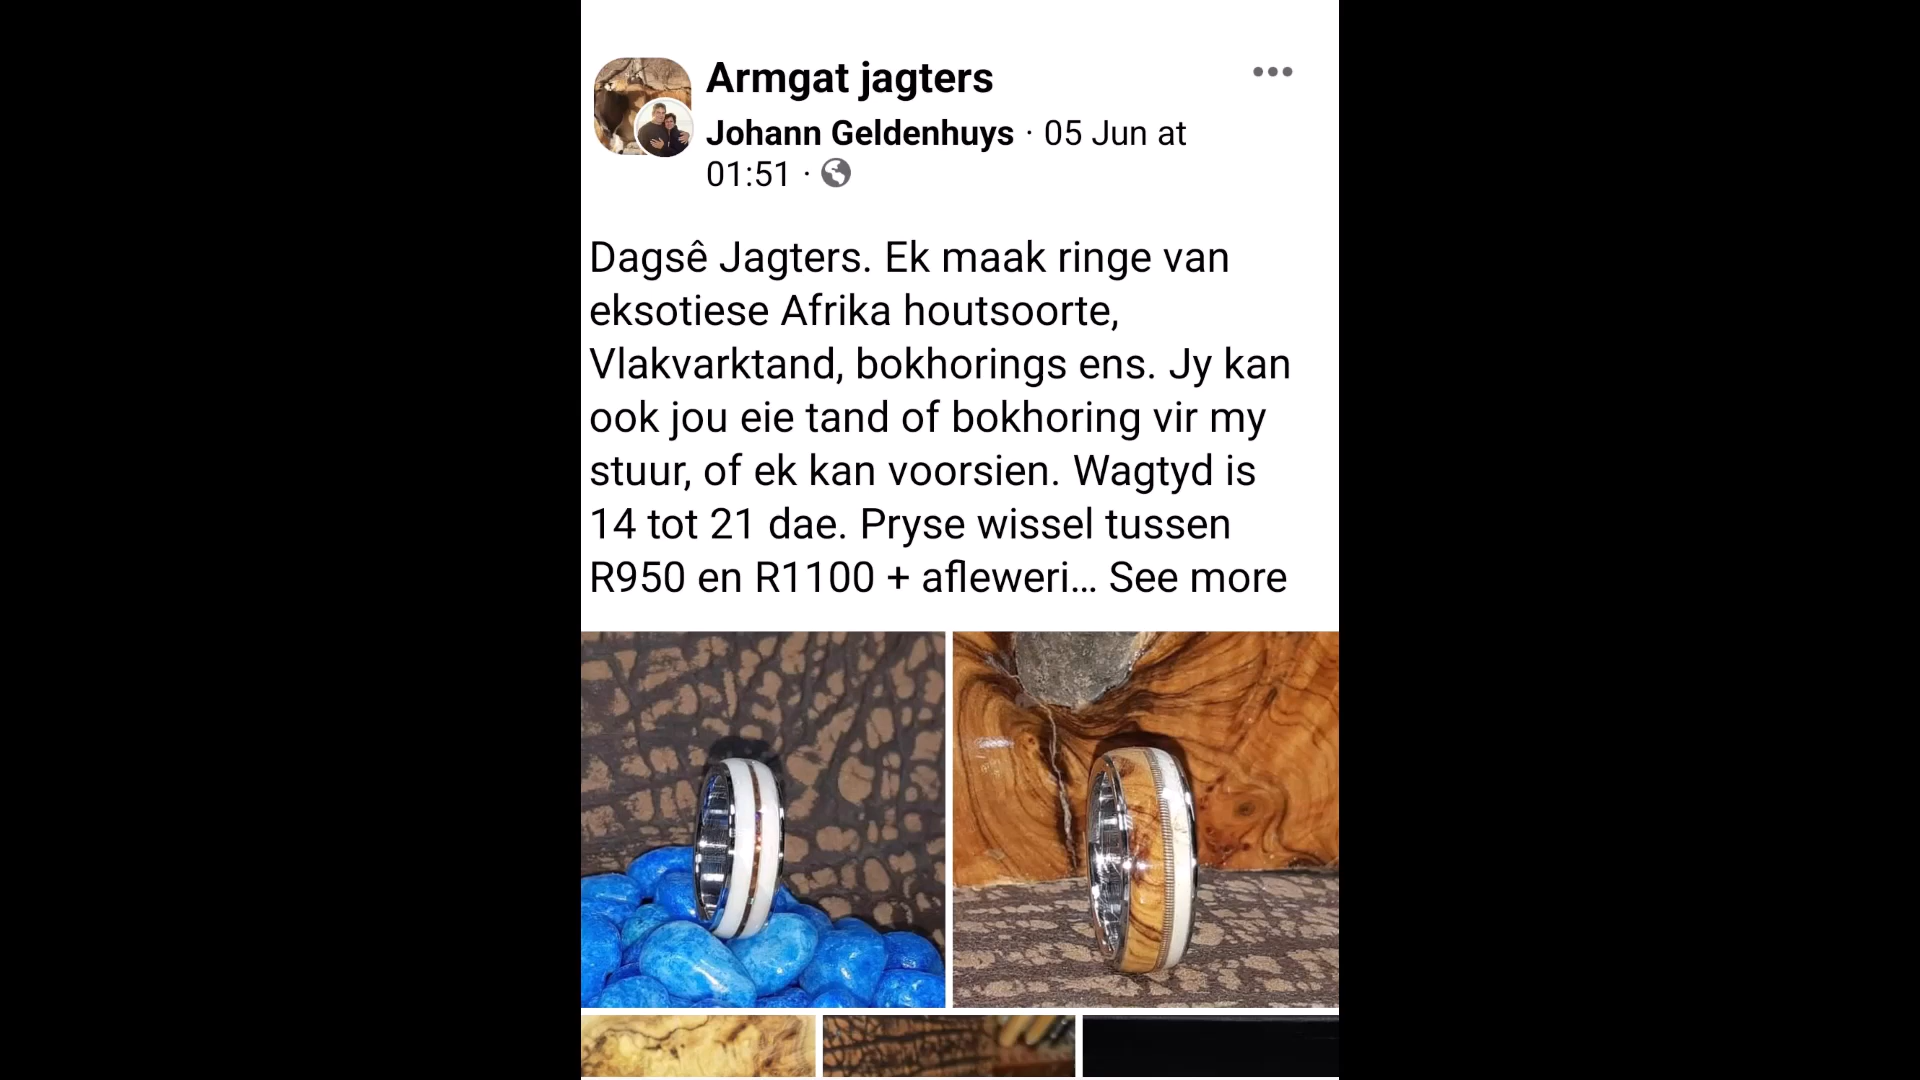 Armgat jagters
Johann Geldenhuys · 05 Jun at
01:51 ·
Dagsê Jagters. Ek maak ringe van
eksotiese Afrika houtsoorte,
Vlakvarktand, bokhorings ens. Jy kan
ook jou eie tand of bokhoring vir my
stuur, of ek kan voorsien. Wagtyd is
14 tot 21 dae. Pryse wissel tussen
R950 en R1100 + afleweri... See more